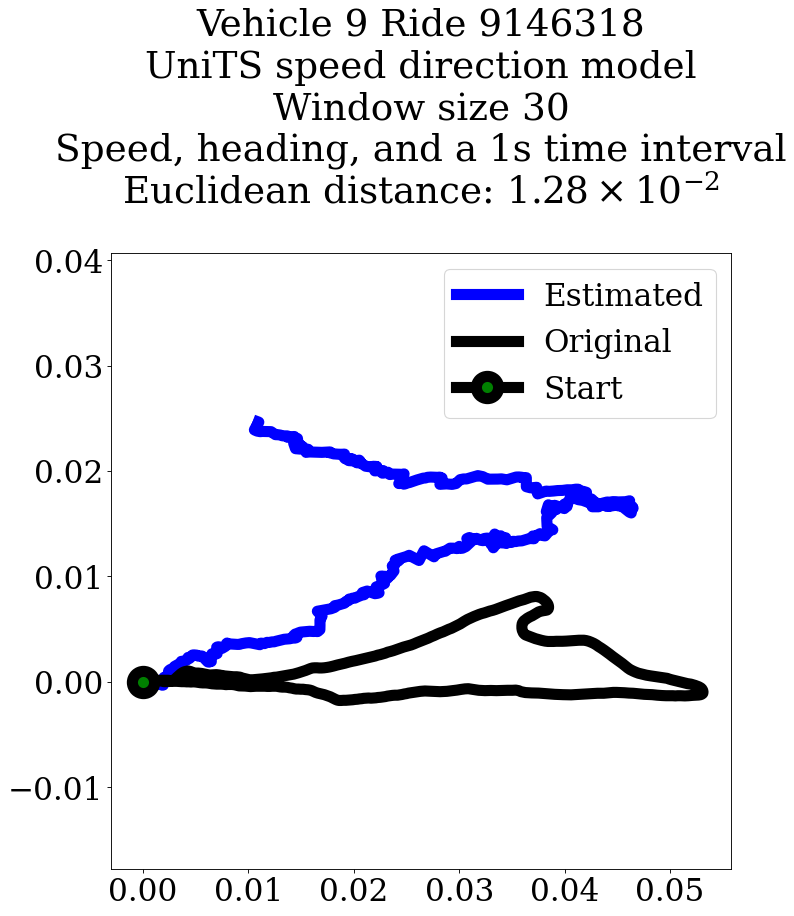 Vehicle 9 Ride 9146318
UniTS speed direction model
Window size 30
Speed, heading, and a 1s time interval
Euclidean distance: 1.28 × 10⁻²
Estimated
Original
Start
0.04
0.03
0.02
0.01
0.00
−0.01
0.00 0.01 0.02 0.03 0.04 0.05